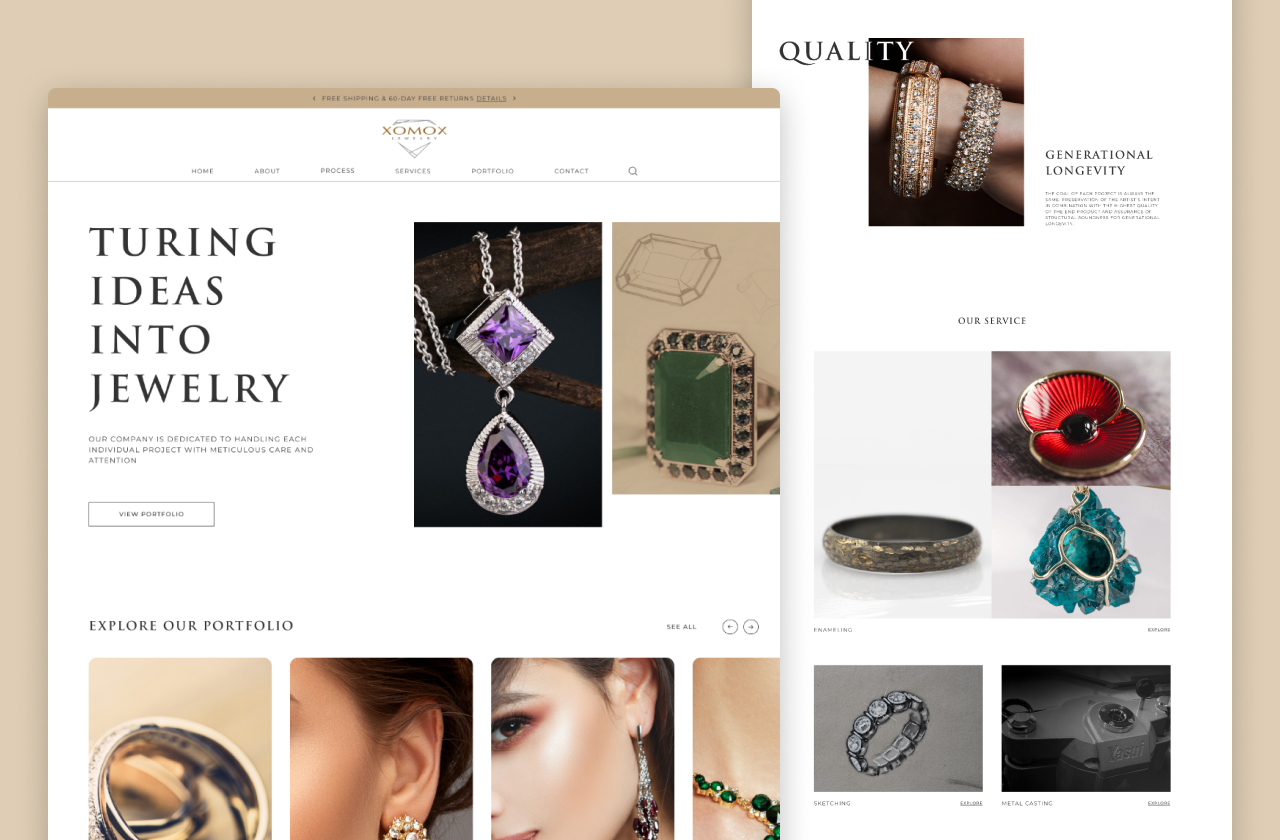 FREE SHIPPING & 60-DAY FREE RETURNS DETAILS
XOMOX
JEWELRY
HOME ABOUT PROCESS SERVICES PORTFOLIO CONTACT
TURING
IDEAS
INTO
JEWELRY
OUR COMPANY IS DEDICATED TO HANDLING EACH
INDIVIDUAL PROJECT WITH METICULOUS CARE AND
ATTENTION
VIEW PORTFOLIO
EXPLORE OUR PORTFOLIO
SEE ALL
QUALITY
GENERATIONAL
LONGEVITY
THE GOAL OF EACH PROJECT IS ALWAYS THE
SAME: PRESERVATION OF THE ARTIST'S INTENT
IN COMBINATION WITH THE HIGHEST QUALITY
OF THE END PRODUCT AND ASSURANCE OF
STRUCTURAL SOUNDNESS FOR GENERATIONAL
LONGEVITY.
OUR SERVICE
ENAMELING EXPLORE
Yasui
SKETCHING EXPLORE
METAL CASTING EXPLORE